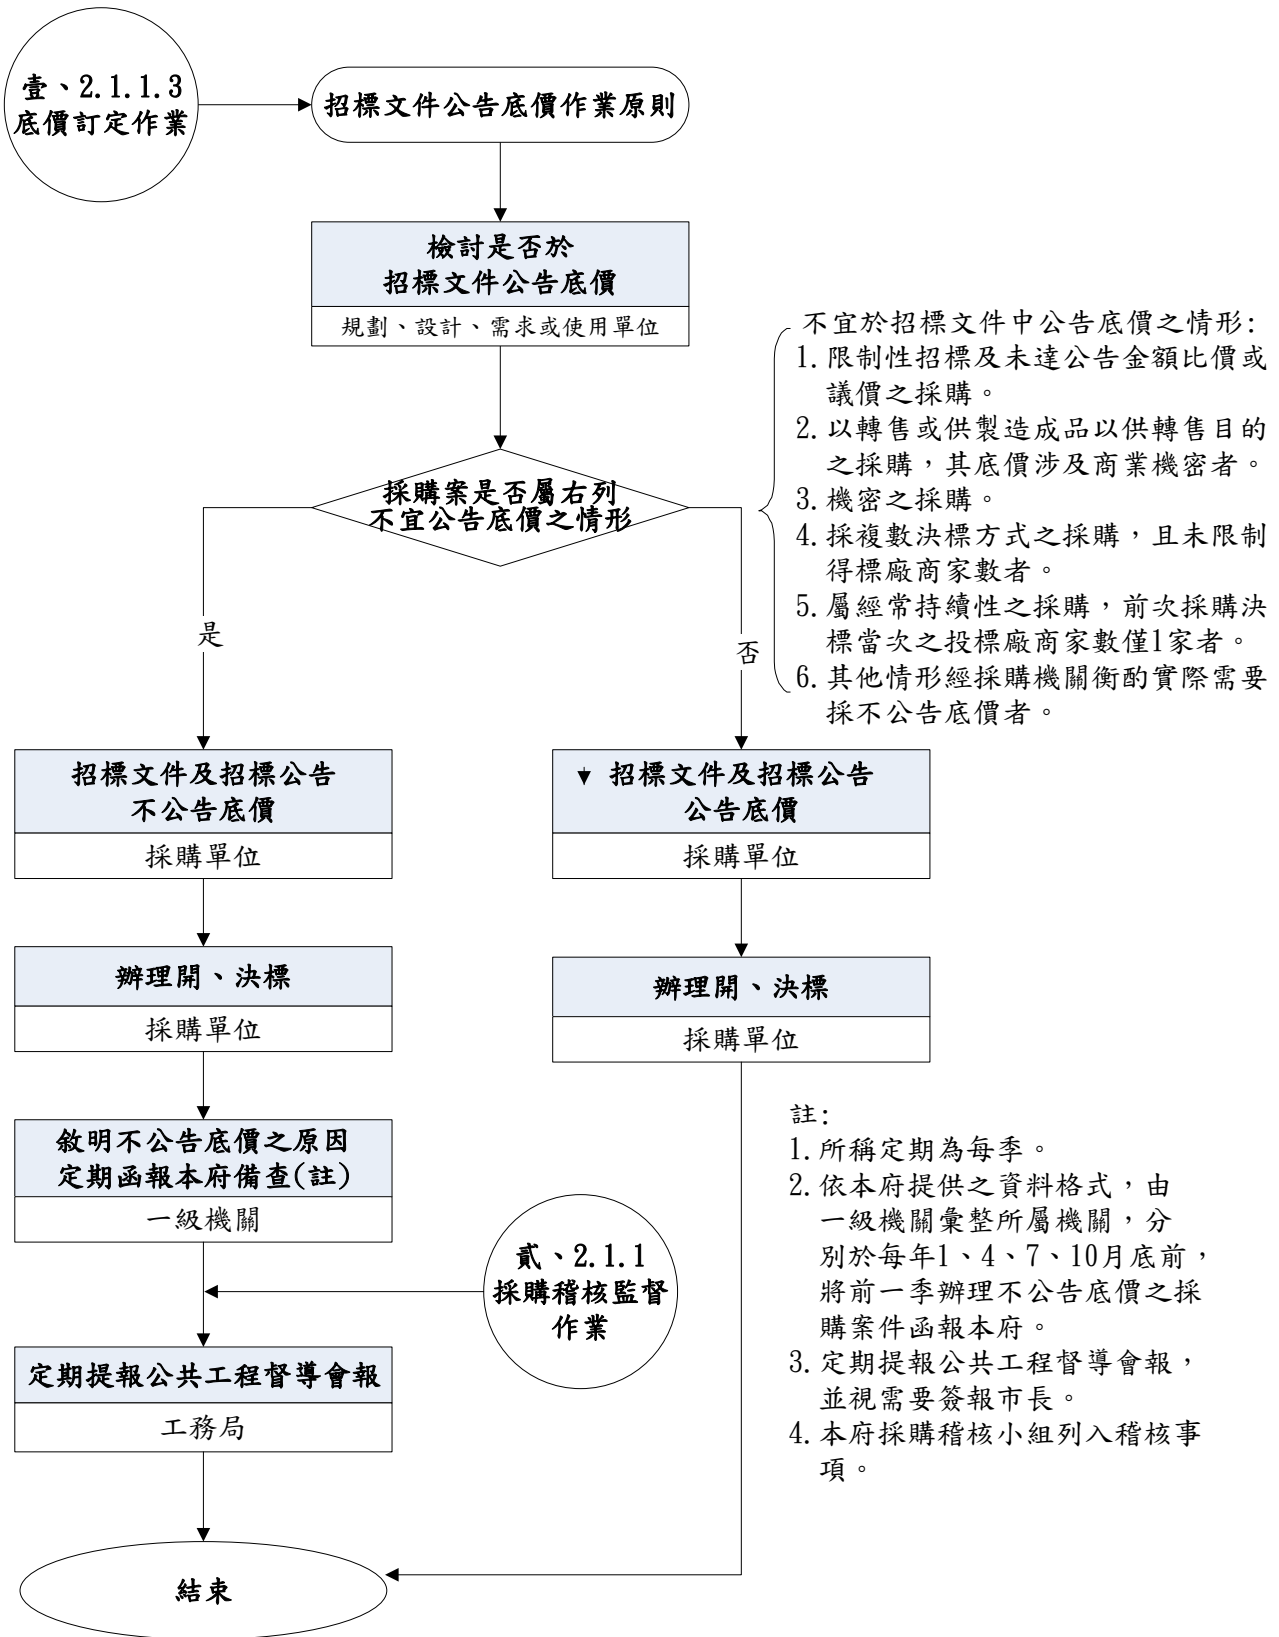 壹、2.1.1.3
底價訂定作業
招標文件公告底價作業原則
檢討是否於
招標文件公告底價
規劃、設計、需求或使用單位
不宜於招標文件中公告底價之情形:
1.限制性招標及未達公告金額比價或
議價之採購。
2.以轉售或供製造成品以供轉售目的
之採購，其底價涉及商業機密者。
3.機密之採購。
4.採複數決標方式之採購，且未限制
得標廠商家數者。
5.屬經常持續性之採購，前次採購決
標當次之投標廠商家數僅1家者。
6.其他情形經採購機關衡酌實際需要
採不公告底價者。
採購案是否屬右列
不宜公告底價之情形
是
否
招標文件及招標公告
不公告底價
採購單位
招標文件及招標公告
公告底價
採購單位
辦理開、決標
採購單位
辦理開、決標
採購單位
敘明不公告底價之原因
定期函報本府備查(註)
一級機關
貳、2.1.1
採購稽核監督
作業
定期提報公共工程督導會報
工務局
註:
1.所稱定期為每季。
2.依本府提供之資料格式，由
一級機關彙整所屬機關，分
別於每年1、4、7、10月底前，
將前一季辦理不公告底價之採
購案件函報本府。
3.定期提報公共工程督導會報，
並視需要簽報市長。
4.本府採購稽核小組列入稽核事
項。
結束